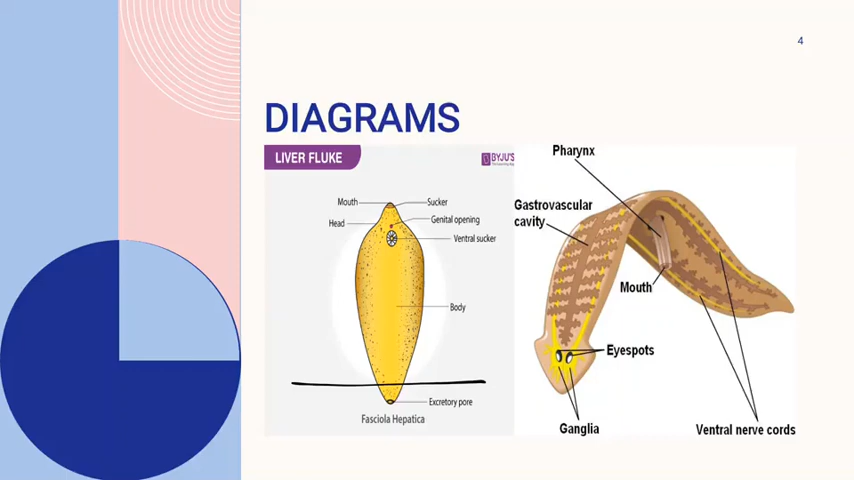 4
DIAGRAMS
LIVER FLUKE
BYJU'S
Mouth
Sucker
Head
Genital opening
Ventral sucker
Body
Excretory pore
Fasciola Hepatica
Pharynx
Gastrovascular
cavity
Mouth
Eyespots
Ganglia
Ventral nerve cords